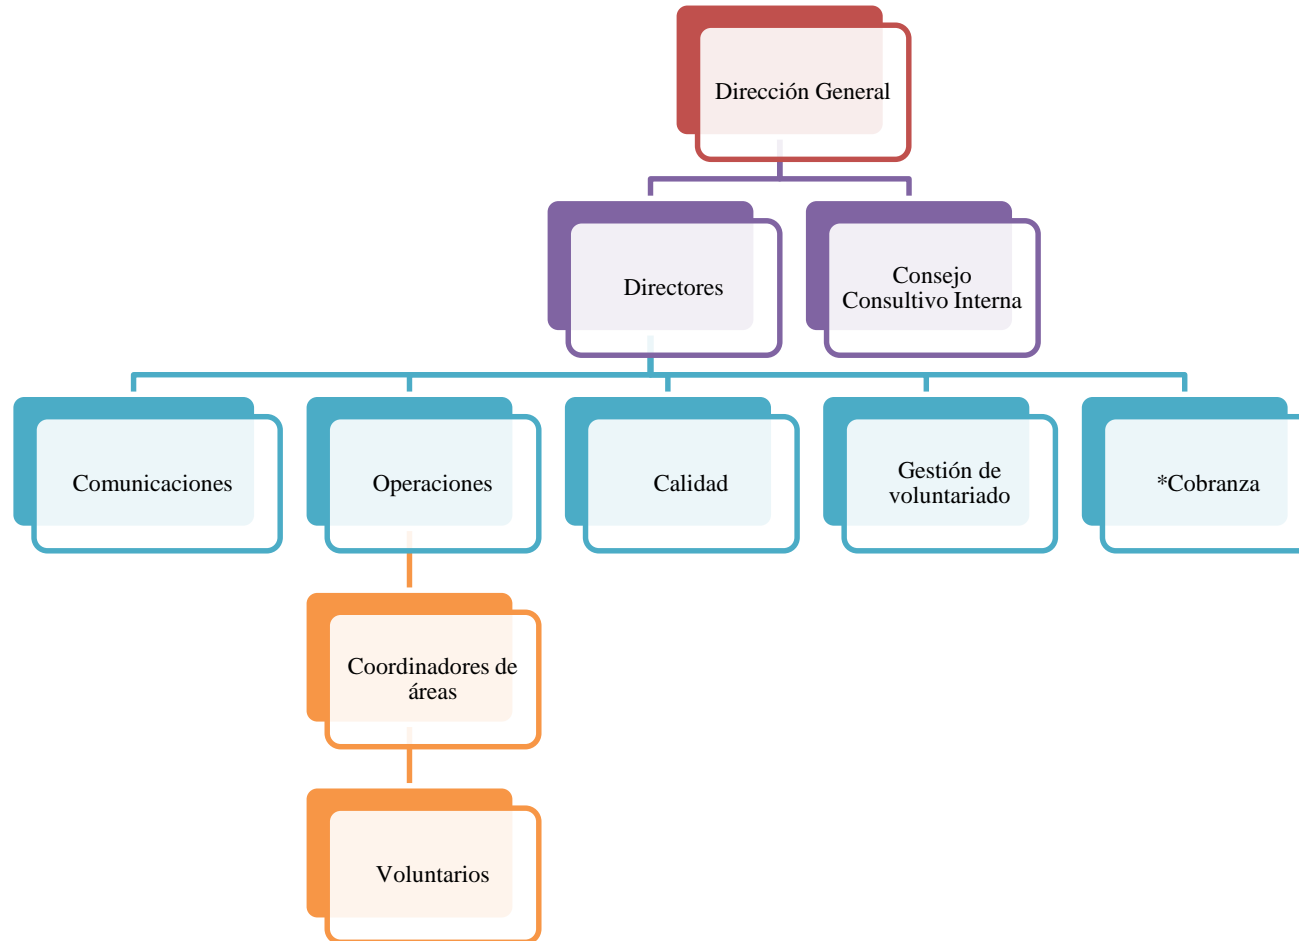 Dirección General
Directores
Consejo
Consultivo Interna
Comunicaciones
Operaciones
Calidad
Gestión de
voluntariado
*Cobranza
Coordinadores de
áreas
Voluntarios